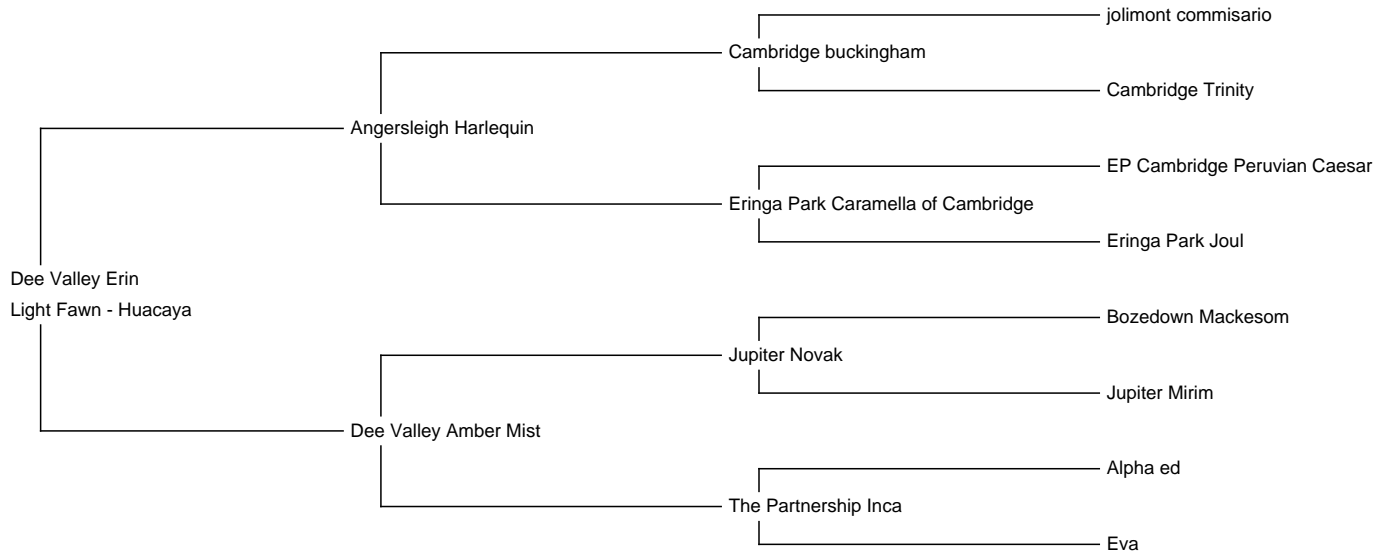 jolimont commisario
Cambridge buckingham
Cambridge Trinity
Angersleigh Harlequin
EP Cambridge Peruvian Caesar
Eringa Park Caramella of Cambridge
Eringa Park Joul
Dee Valley Erin
Light Fawn - Huacaya
Bozedown Mackesom
Jupiter Novak
Jupiter Mirim
Dee Valley Amber Mist
Alpha ed
The Partnership Inca
Eva